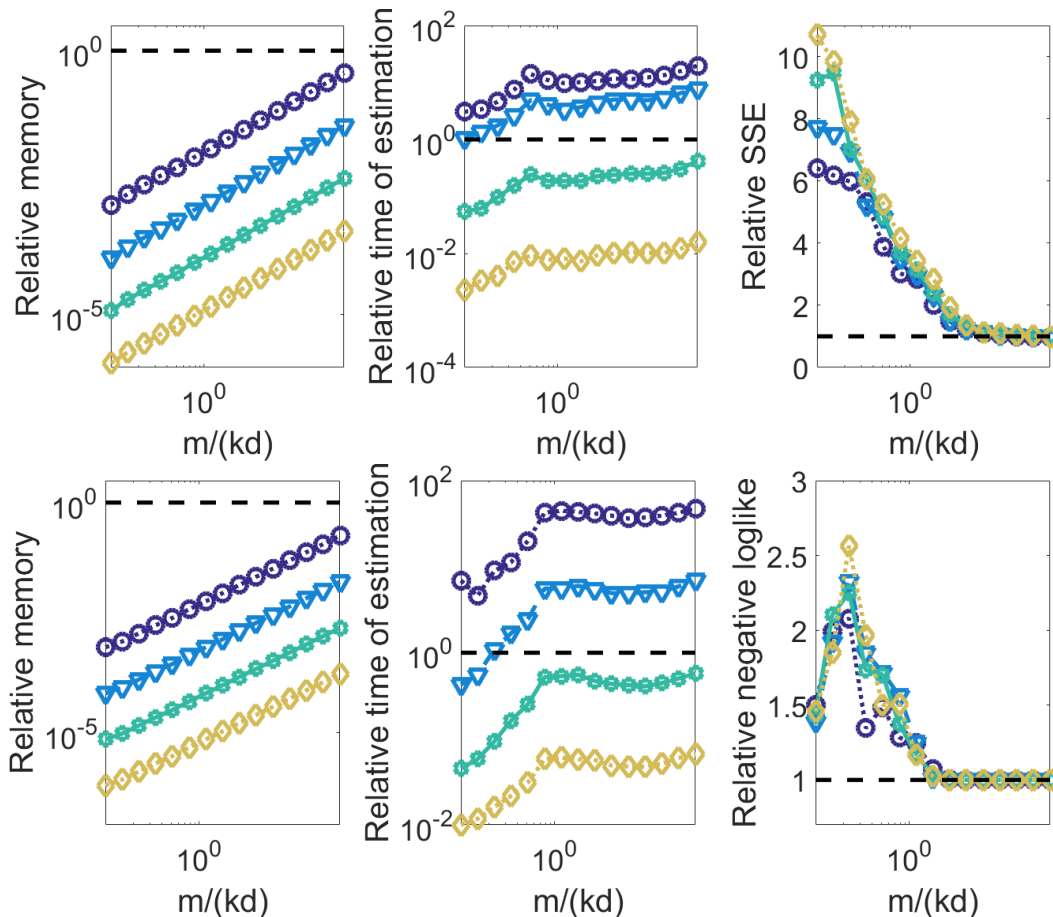 Relative memory
10^0
10^-5
10^0
m/(kd)
Relative time of estimation
10^2
10^0
10^-2
10^-4
10^0
m/(kd)
Relative SSE
10
8
6
4
2
0
10^0
m/(kd)
Relative memory
10^0
10^-5
10^0
m/(kd)
Relative time of estimation
10^2
10^0
10^-2
10^0
m/(kd)
Relative negative loglike
3
2.5
2
1.5
1
10^0
m/(kd)